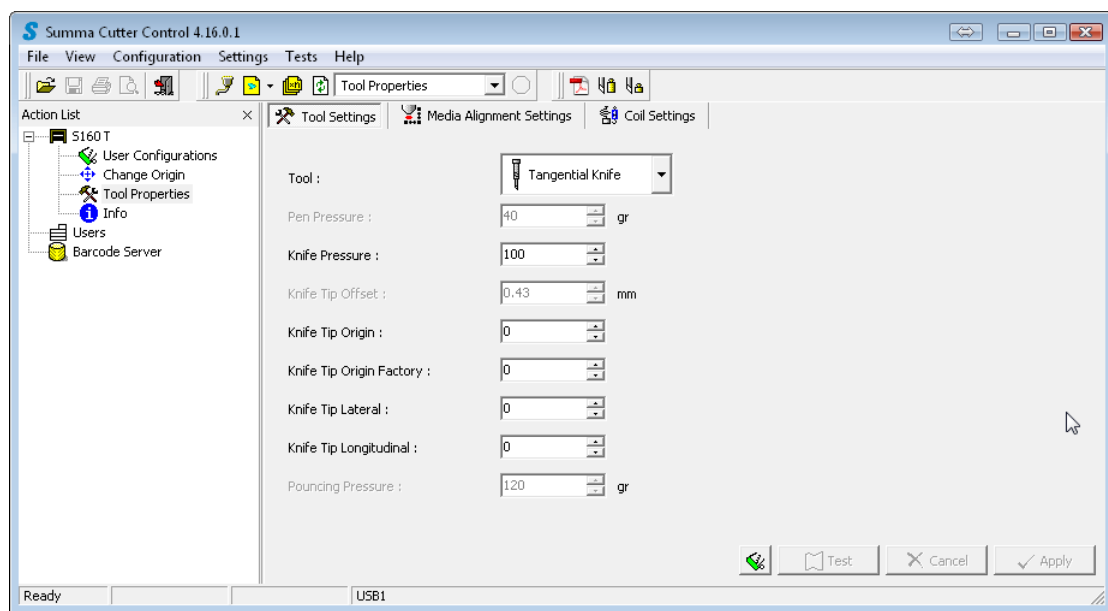 Summa Cutter Control 4.16.0.1
File View Configuration Settings Tests Help
Tool Properties
Action List
S160 T
User Configurations
Change Origin
Tool Properties
Info
Users
Barcode Server
Tool Settings Media Alignment Settings Coil Settings
Tool : Tangential Knife
Pen Pressure : 40 gr
Knife Pressure : 100
Knife Tip Offset : 0.43 mm
Knife Tip Origin : 0
Knife Tip Origin Factory : 0
Knife Tip Lateral : 0
Knife Tip Longitudinal : 0
Pouncing Pressure : 120 gr
Test Cancel Apply
Ready USB1